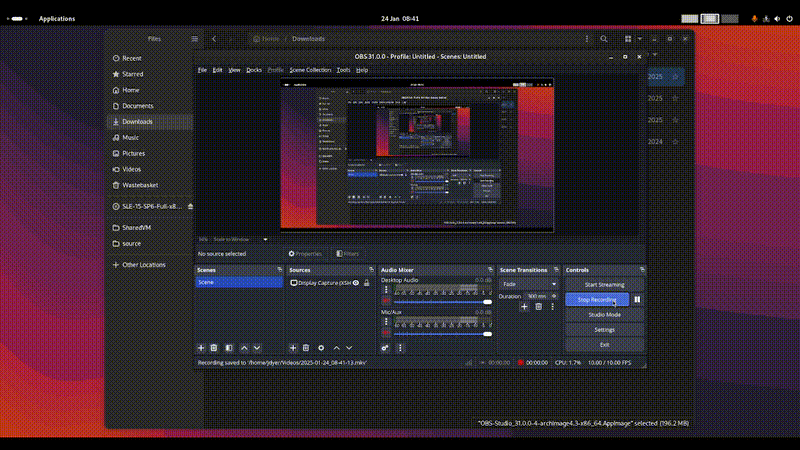 Applications
24 Jan 08:41
Files
Home / Downloads
Recent
Starred
Home
Documents
Downloads
Music
Pictures
Videos
Wastebasket
SLE-15-SP6-Full-x8...
SharedVM
source
Other Locations
2025
2025
2025
2024
OBS 31.0.0 - Profile: Untitled - Scenes: Untitled
File Edit View Docks Profile Scene Collection Tools Help
Scale to Window
No source selected
Properties
Filters
Scenes
Scene
Sources
Display Capture (XSH
Audio Mixer
Desktop Audio
0.0 dB
Mic/Aux
0.0 dB
Scene Transitions
Fade
Duration 300 ms
Controls
Start Streaming
Stop Recording
Studio Mode
Settings
Exit
Recording saved to '/home/jdyer/Videos/2025-01-24_08-41-13.mkv'
00:00:00
00:00:00
CPU: 1.7%
10.00 / 10.00 FPS
"OBS-Studio_31.0.0-4-archimage4.3-x86_64.AppImage" selected (196.2 MB)